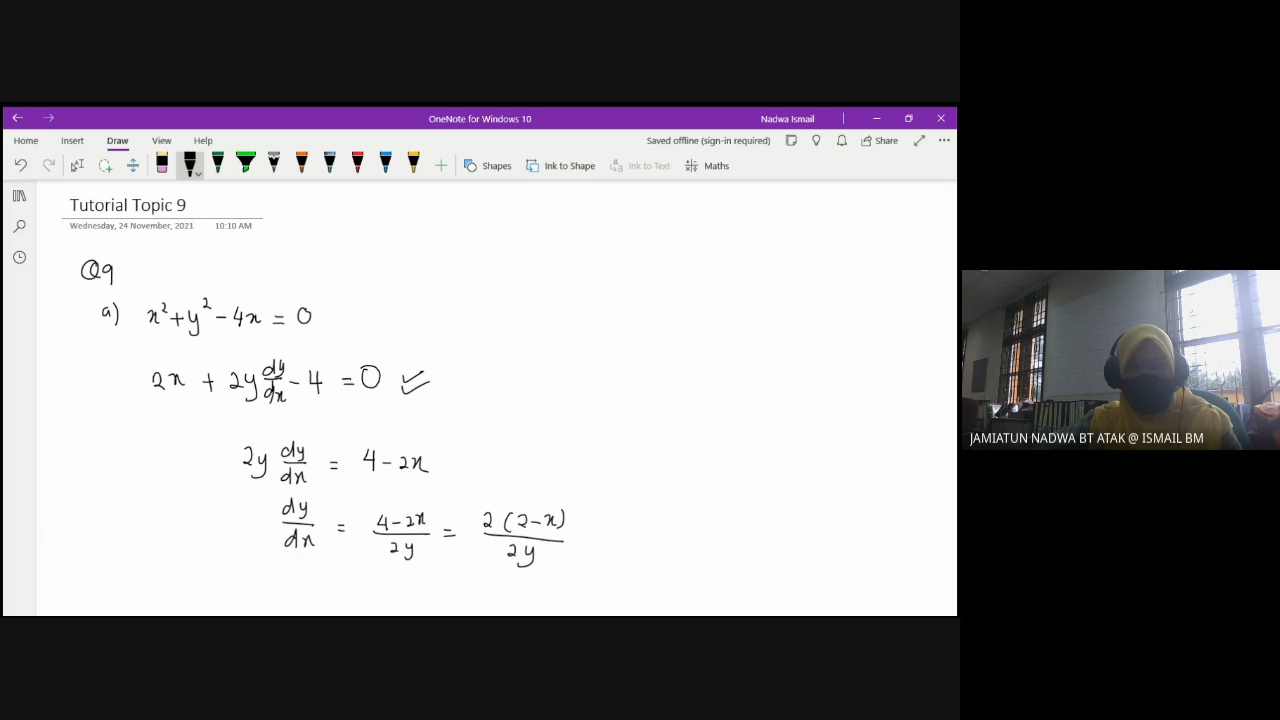 OneNote for Windows 10
Nadwa Ismail
Home Insert Draw View Help
Saved offline (sign-in required)
Share
Shapes Ink to Shape Ink to Text Maths
Tutorial Topic 9
Wednesday, 24 November, 2021 10:10 AM
Q9
a) x² + y² - 4x = 0
2x + 2y dy/dx - 4 = 0 ✓
2y dy/dx = 4 - 2x
dy/dx = (4 - 2x)/2y = 2(2 - x)/2y
JAMIATUN NADWA BT ATAK @ ISMAIL BM